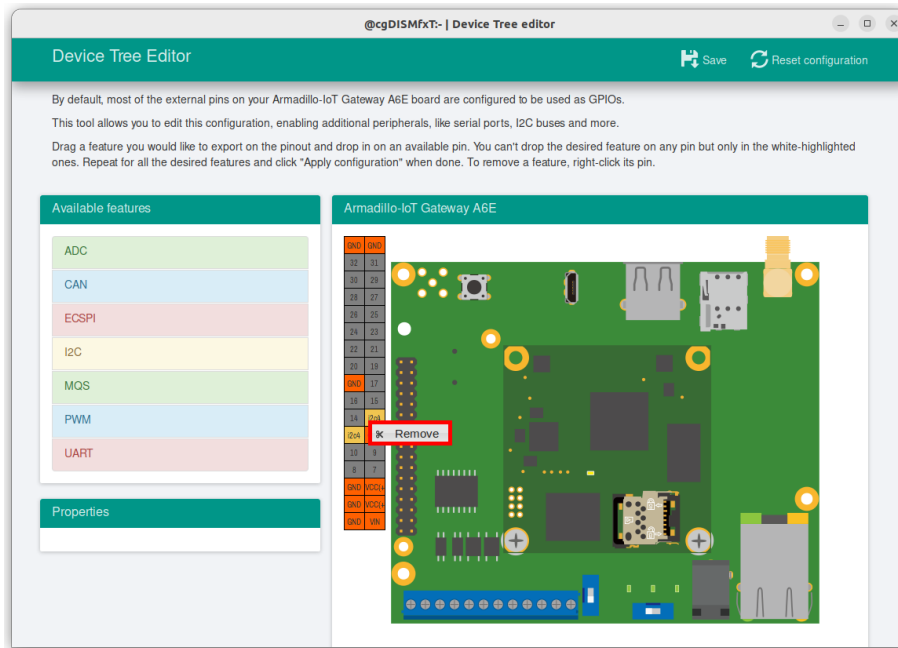 @cgDISMfxT:~ | Device Tree editor
Device Tree Editor
Save
Reset configuration
By default, most of the external pins on your Armadillo-IoT Gateway A6E board are configured to be used as GPIOs.
This tool allows you to edit this configuration, enabling additional peripherals, like serial ports, I2C buses and more.
Drag a feature you would like to export on the pinout and drop in on an available pin. You can't drop the desired feature on any pin but only in the white-highlighted
ones. Repeat for all the desired features and click "Apply configuration" when done. To remove a feature, right-click its pin.
Available features
ADC
CAN
ECSPI
I2C
MQS
PWM
UART
Properties
Armadillo-IoT Gateway A6E
GND GND
32 31
30 29
28 27
26 25
24 23
22 21
20 19
GND 17
16 15
14 i2c4
i2c4
Remove
10 9
8 7
GND VCC(+
GND VCC(+
GND VIN